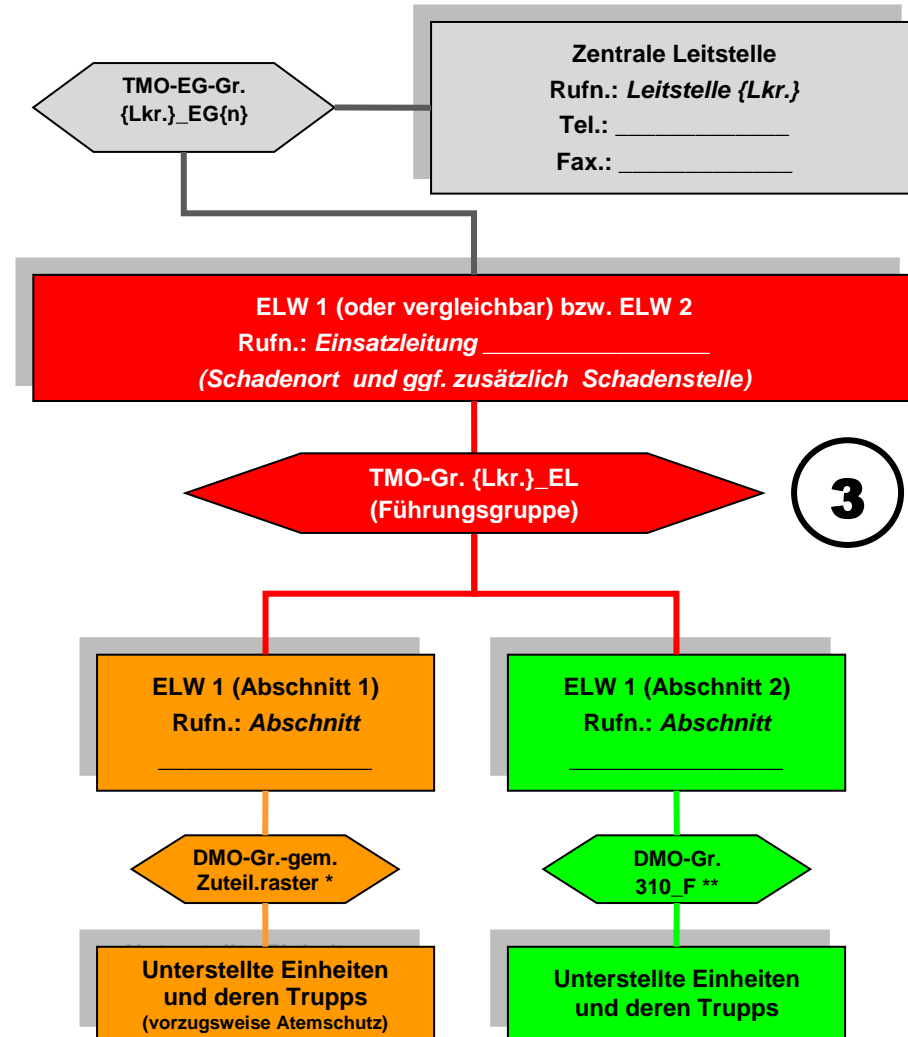 TMO-EG-Gr.
{Lkr.}_EG{n}
Zentrale Leitstelle
Rufn.: Leitstelle {Lkr.}
Tel.: _____________
Fax.: _____________
ELW 1 (oder vergleichbar) bzw. ELW 2
Rufn.: Einsatzleitung _________________
(Schadenort und ggf. zusätzlich Schadenstelle)
TMO-Gr. {Lkr.}_EL
(Führungsgruppe)
3
ELW 1 (Abschnitt 1)
Rufn.: Abschnitt
________________
ELW 1 (Abschnitt 2)
Rufn.: Abschnitt
__________________
DMO-Gr.-gem.
Zuteil.raster *
DMO-Gr.
310_F **
Unterstellte Einheiten
und deren Trupps
(vorzugsweise Atemschutz)
Unterstellte Einheiten
und deren Trupps